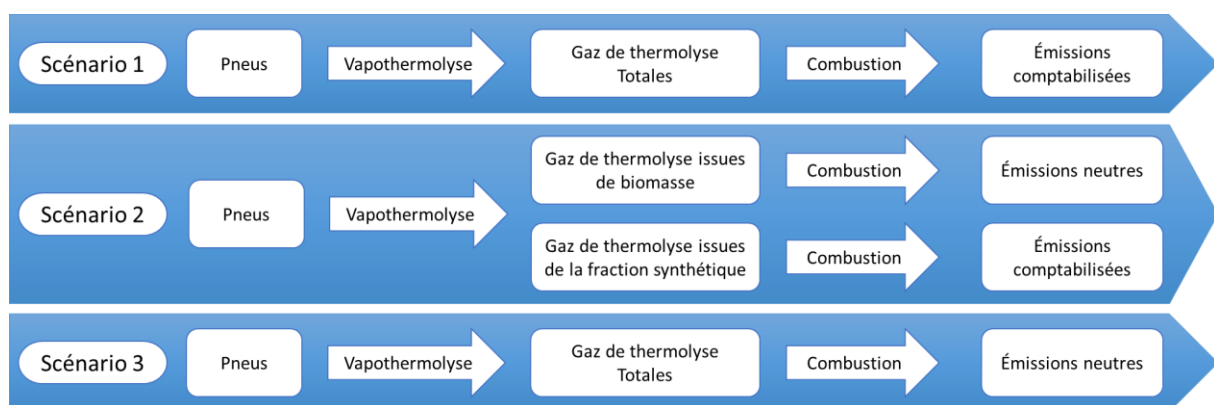 Scénario 1
Pneus
Vapothermolyse
Gaz de thermolyse
Totales
Combustion
Émissions
comptabilisées
Scénario 2
Pneus
Vapothermolyse
Gaz de thermolyse issues
de biomasse
Combustion
Émissions neutres
Gaz de thermolyse issues
de la fraction synthétique
Combustion
Émissions
comptabilisées
Scénario 3
Pneus
Vapothermolyse
Gaz de thermolyse
Totales
Combustion
Émissions neutres